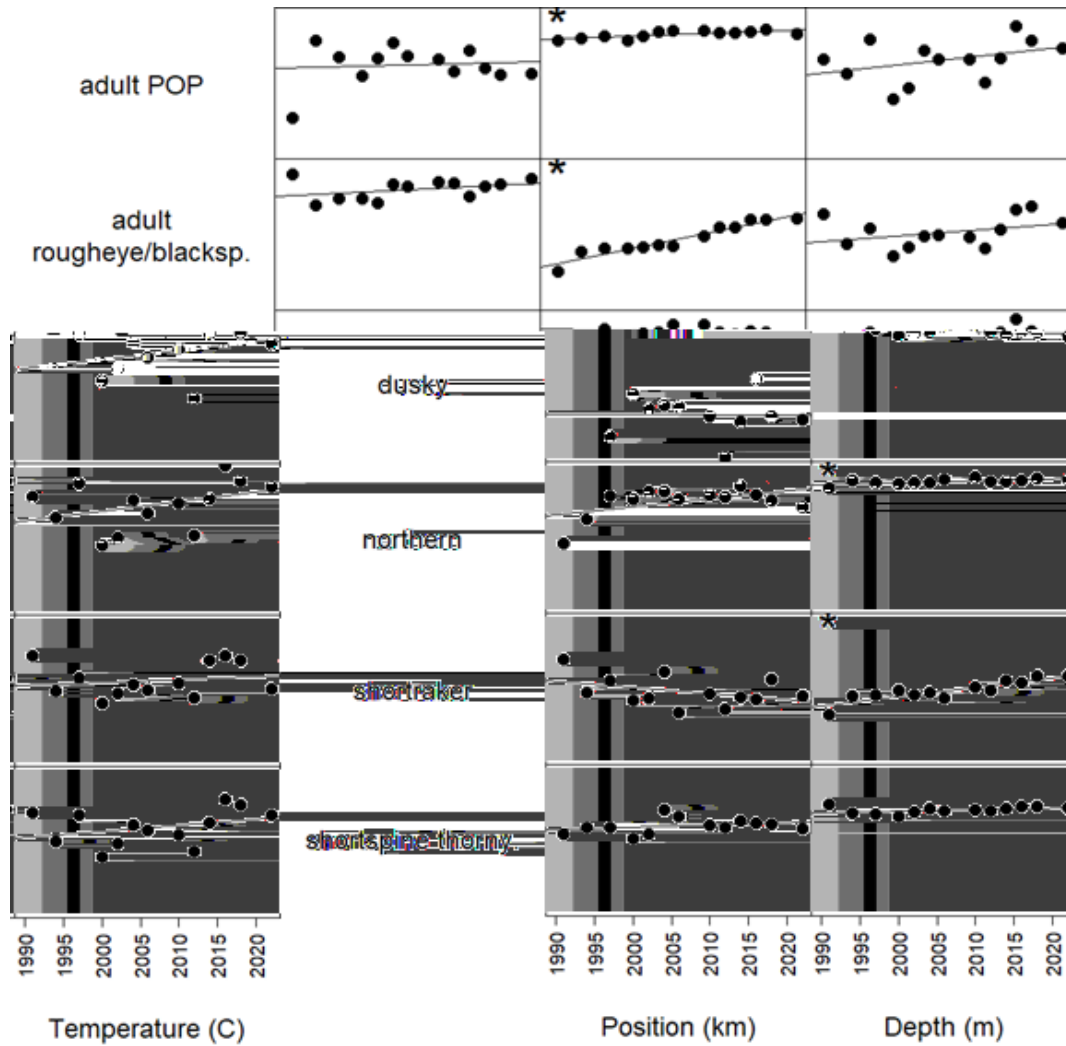 adult POP
*
adult
rougheye/blacksp.
*
dusky
northern
*
shortraker
*
shortspine thorny.
1990 1995 2000 2005 2010 2015 2020 1990 1995 2000 2005 2010 2015 2020 1990 1995 2000 2005 2010 2015 2020
Temperature (C) Position (km) Depth (m)